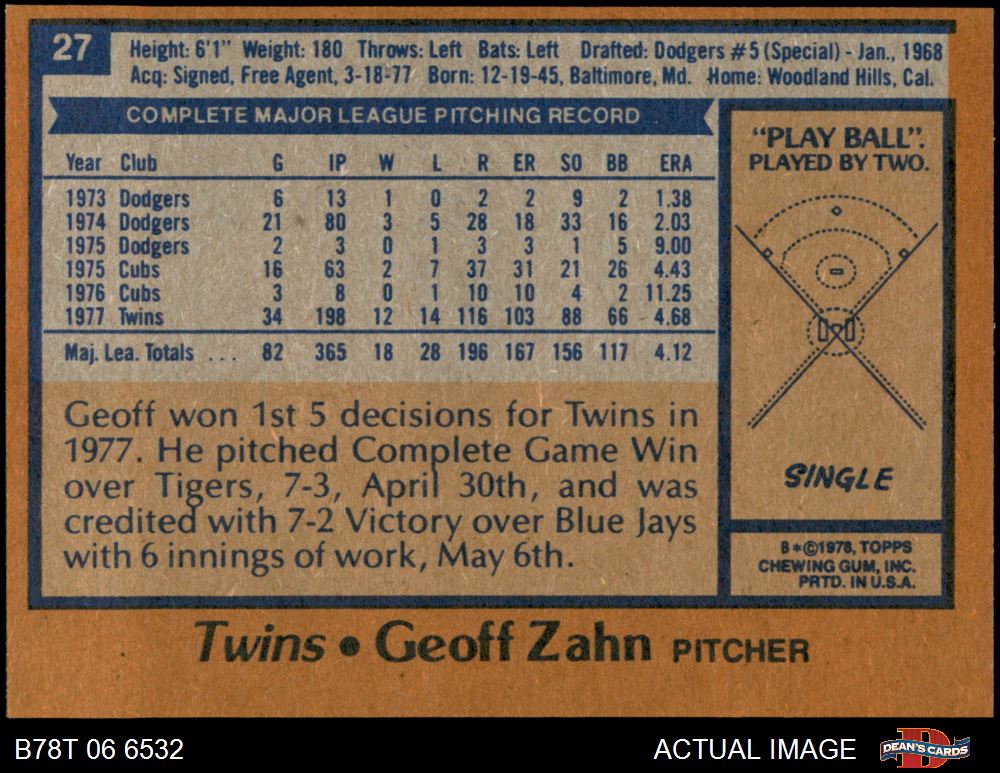 27
Height: 6'1" Weight: 180 Throws: Left Bats: Left Drafted: Dodgers #5 (Special) - Jan., 1968
Acq: Signed, Free Agent, 3-18-77 Born: 12-19-45, Baltimore, Md. Home: Woodland Hills, Cal.
COMPLETE MAJOR LEAGUE PITCHING RECORD
Year Club G IP W L R ER SO BB ERA
1973 Dodgers 6 13 1 0 2 2 9 2 1.38
1974 Dodgers 21 80 3 5 28 18 33 16 2.03
1975 Dodgers 2 3 0 1 3 3 1 5 9.00
1975 Cubs 16 63 2 7 37 31 21 26 4.43
1976 Cubs 3 8 0 1 10 10 4 2 11.25
1977 Twins 34 198 12 14 116 103 88 66 4.68
Maj. Lea. Totals ... 82 365 18 28 196 167 156 117 4.12
Geoff won 1st 5 decisions for Twins in
1977. He pitched Complete Game Win
over Tigers, 7-3, April 30th, and was
credited with 7-2 Victory over Blue Jays
with 6 innings of work, May 6th.
"PLAY BALL".
PLAYED BY TWO.
SINGLE
B*©1978, TOPPS
CHEWING GUM, INC.
PRTD. IN U.S.A.
Twins • Geoff Zahn PITCHER
B78T 06 6532
ACTUAL IMAGE
DEAN'S CARDS